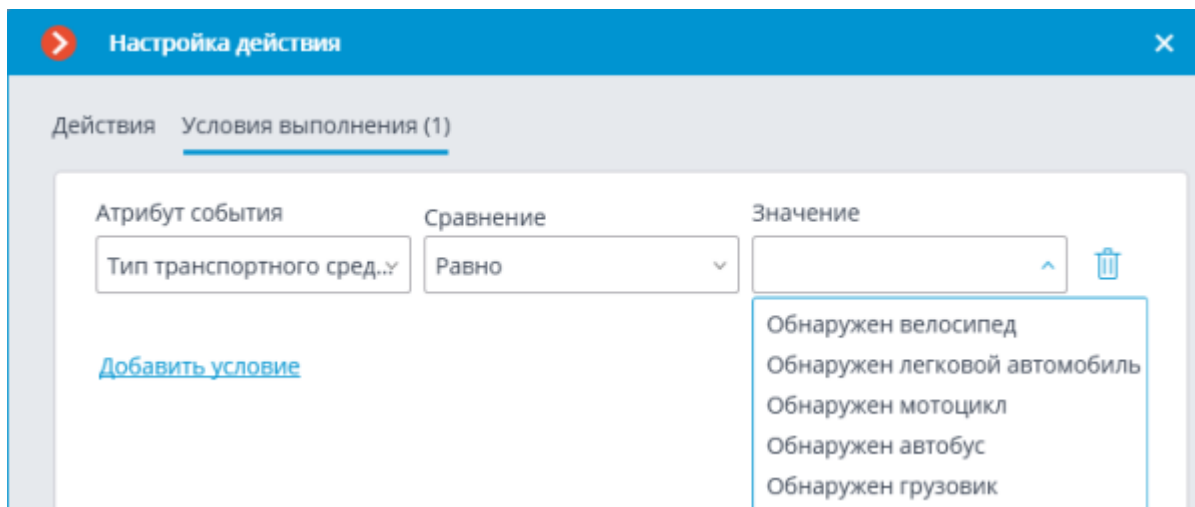 Настройка действия
Действия Условия выполнения (1)
Атрибут события Сравнение Значение
Тип транспортного сред... Равно
Обнаружен велосипед
Добавить условие Обнаружен легковой автомобиль
Обнаружен мотоцикл
Обнаружен автобус
Обнаружен грузовик